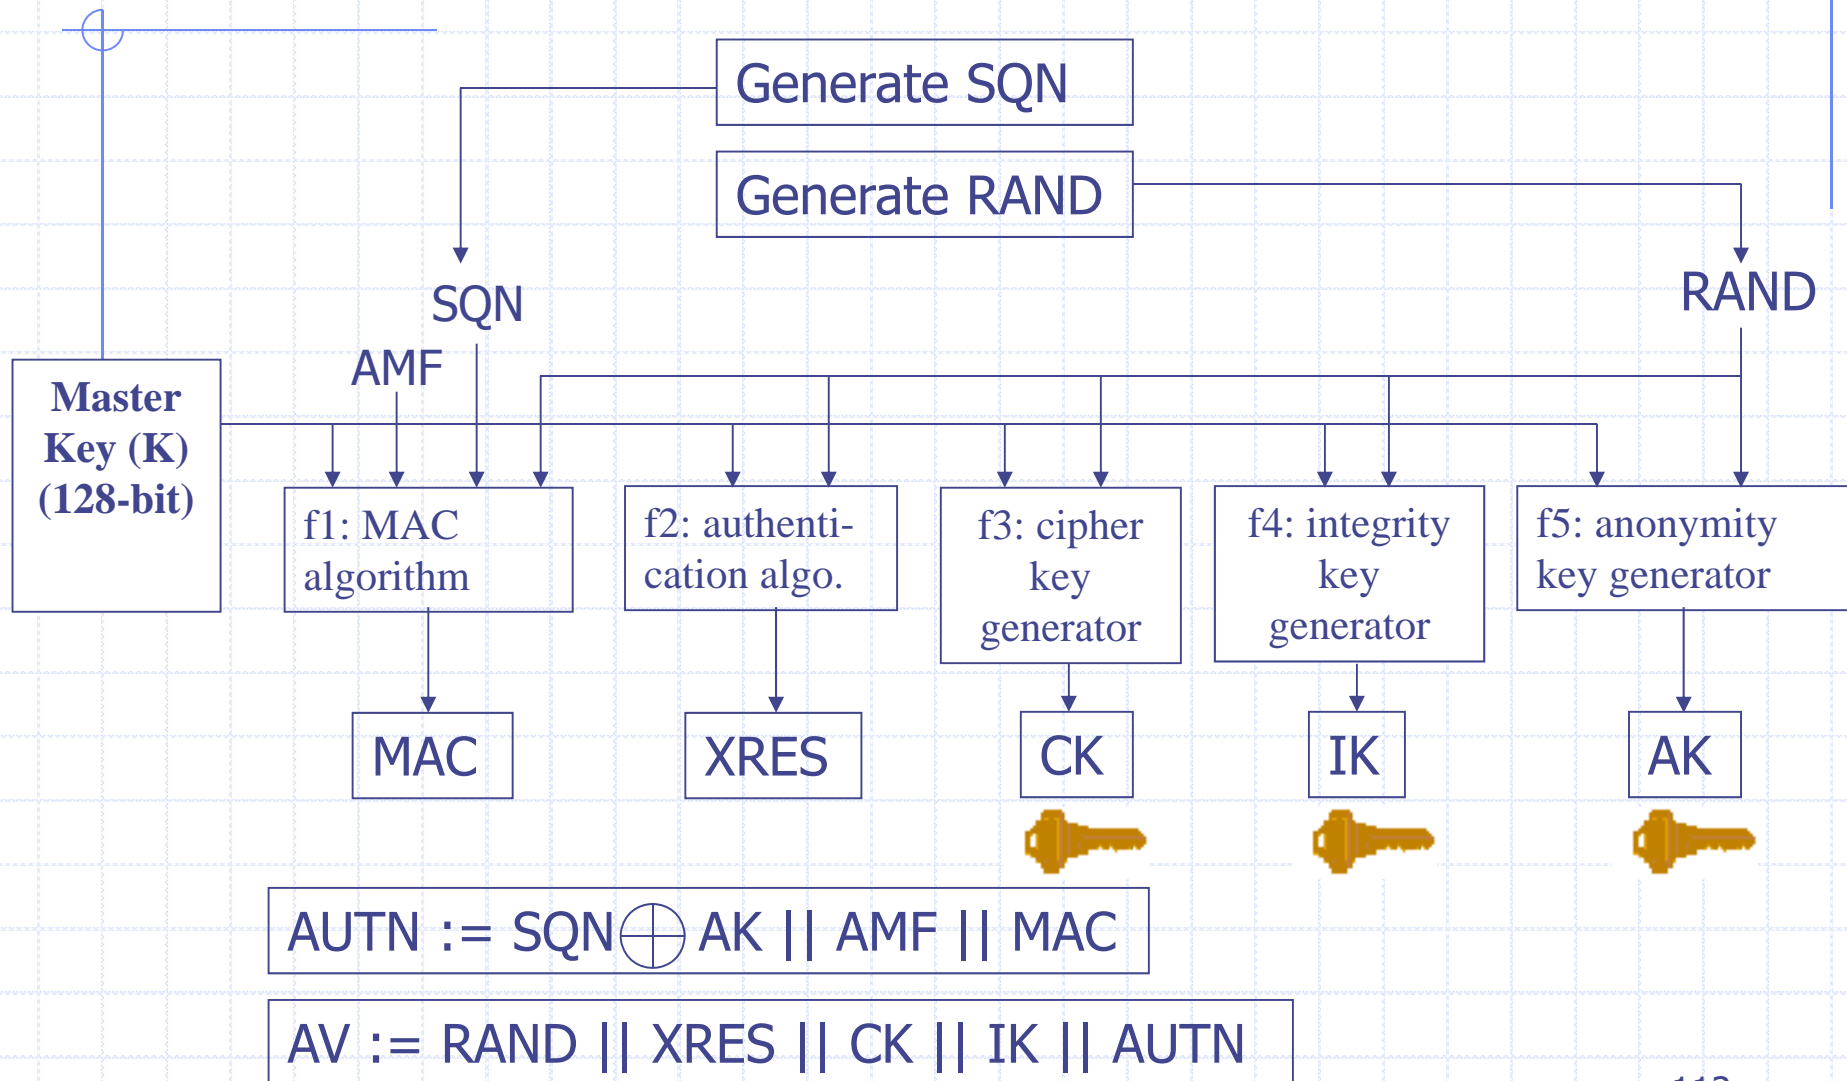 Generate SQN
Generate RAND
SQN
RAND
AMF
Master
Key (K)
(128-bit)
f1: MAC
algorithm
f2: authenti-
cation algo.
f3: cipher
key
generator
f4: integrity
key
generator
f5: anonymity
key generator
MAC
XRES
CK
IK
AK
AUTN := SQN ⊕ AK || AMF || MAC
AV := RAND || XRES || CK || IK || AUTN